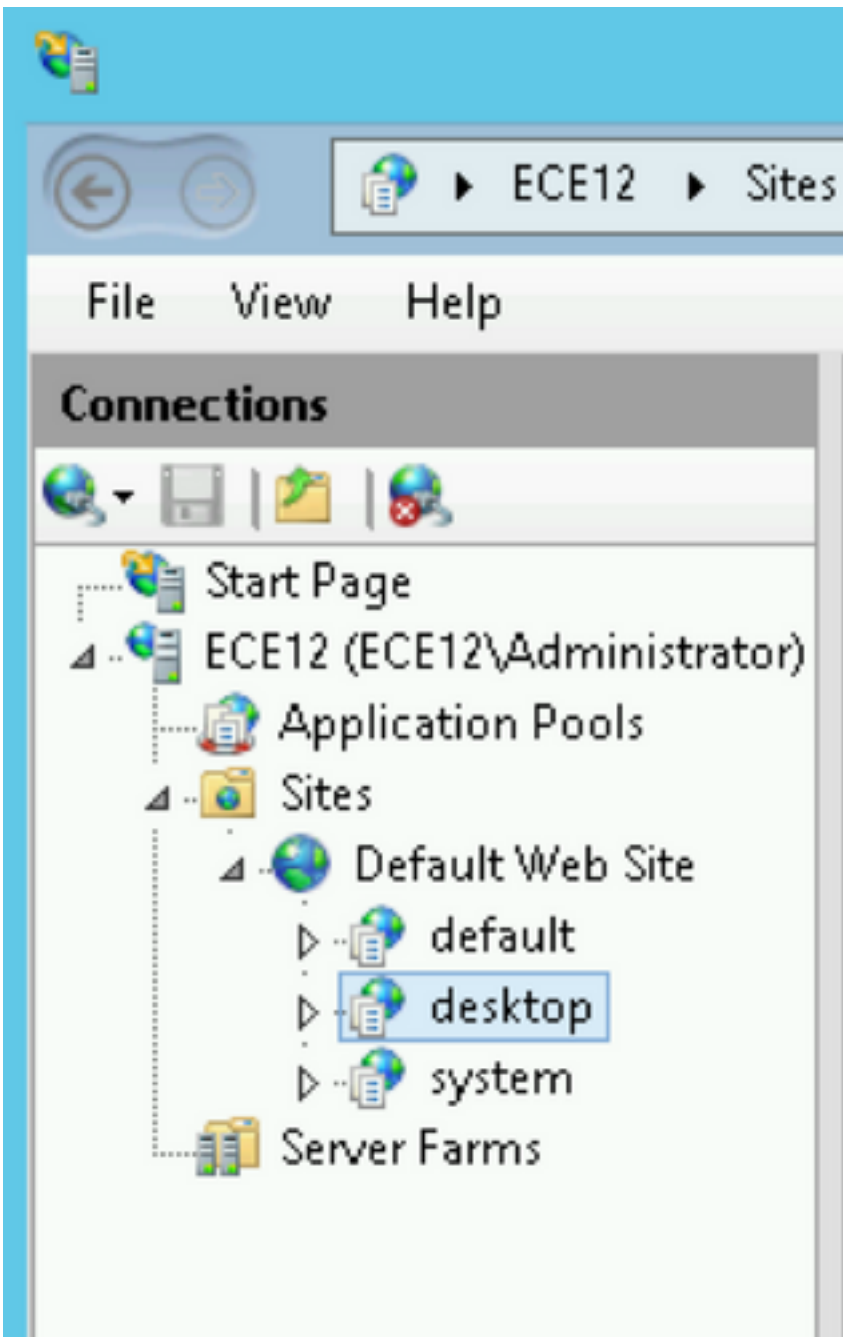 ECE12 Sites
File View Help
Connections
Start Page
ECE12 (ECE12\Administrator)
Application Pools
Sites
Default Web Site
default
desktop
system
Server Farms